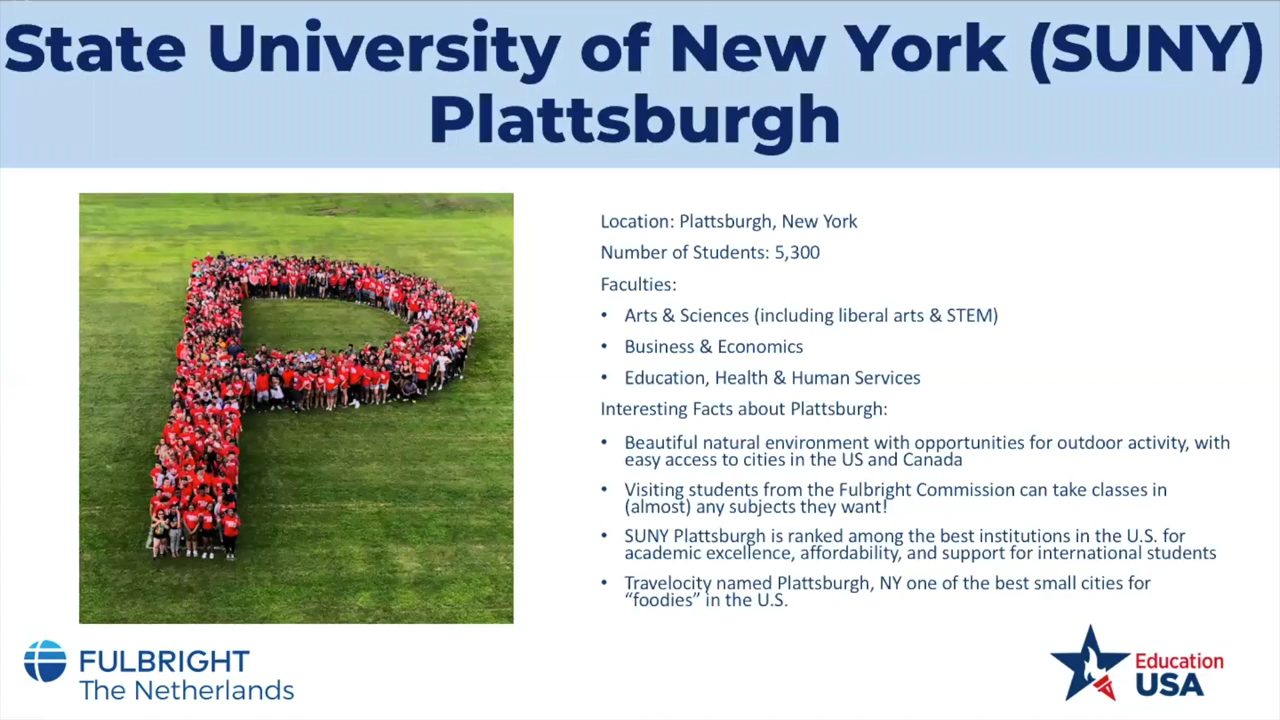 State University of New York (SUNY)
Plattsburgh
Location: Plattsburgh, New York
Number of Students: 5,300
Faculties:
• Arts & Sciences (including liberal arts & STEM)
• Business & Economics
• Education, Health & Human Services
Interesting Facts about Plattsburgh:
• Beautiful natural environment with opportunities for outdoor activity, with
easy access to cities in the US and Canada
• Visiting students from the Fulbright Commission can take classes in
(almost) any subjects they want!
• SUNY Plattsburgh is ranked among the best institutions in the U.S. for
academic excellence, affordability, and support for international students
• Travelocity named Plattsburgh, NY one of the best small cities for
“foodies” in the U.S.
FULBRIGHT
The Netherlands
Education
USA